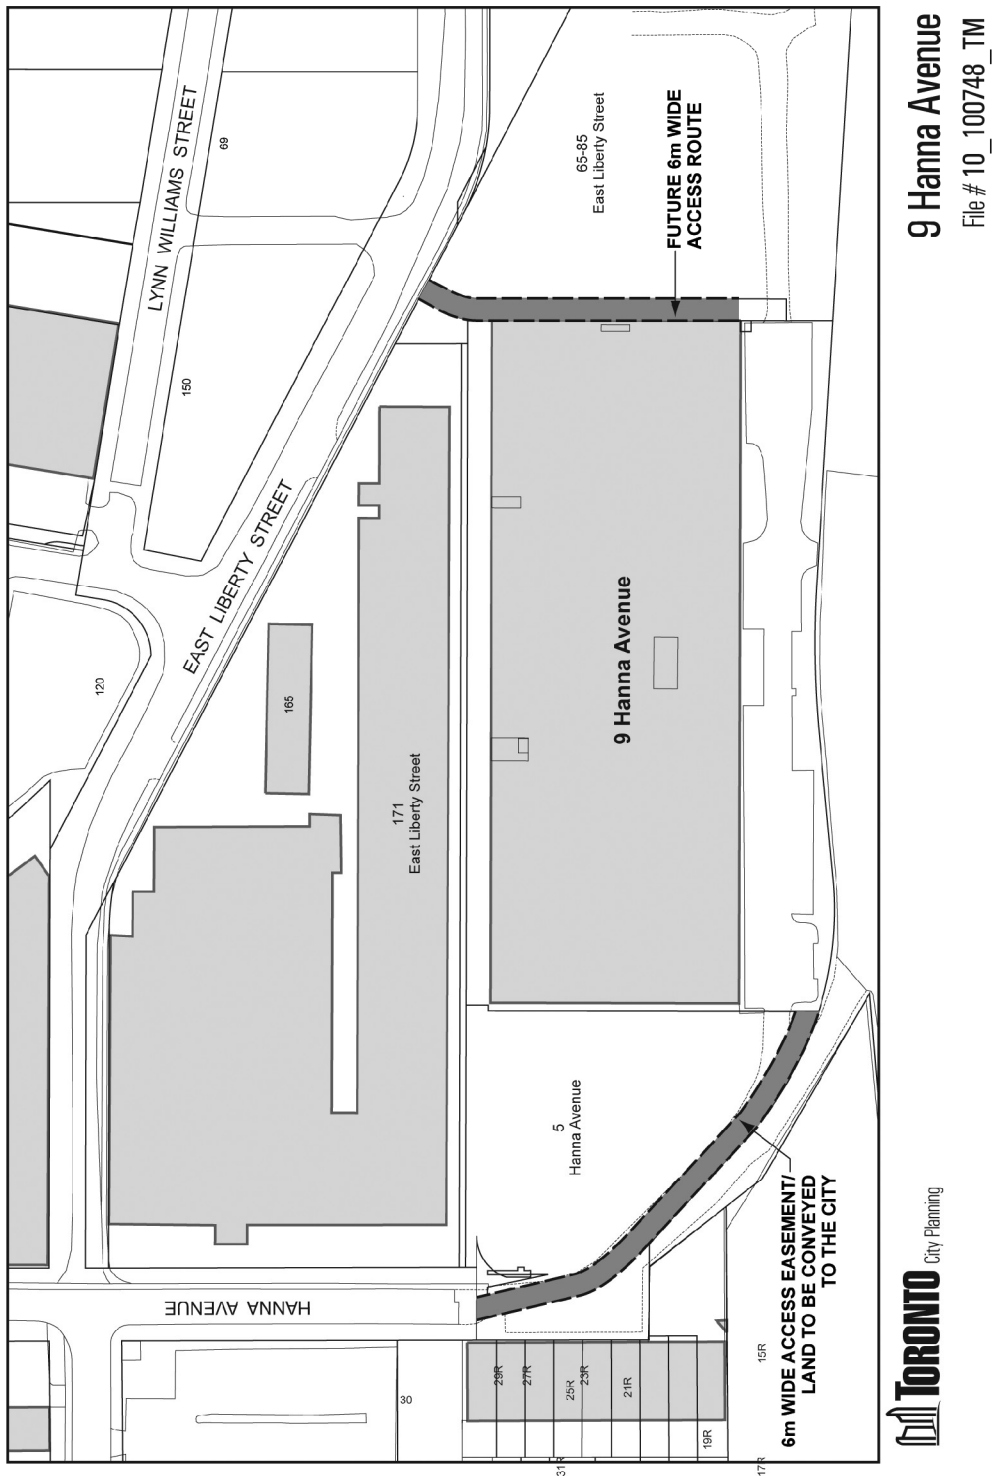 LYNN WILLIAMS STREET
69
150
65-85
East Liberty Street
FUTURE 6m WIDE
ACCESS ROUTE
EAST LIBERTY STREET
120
165
171
East Liberty Street
9 Hanna Avenue
5
Hanna Avenue
HANNA AVENUE
6m WIDE ACCESS EASEMENT/
LAND TO BE CONVEYED
TO THE CITY
30
29R
27R
25R
23R
21R
19R
15R
31R
17R
TORONTO City Planning
9 Hanna Avenue
File # 10_100748_TM